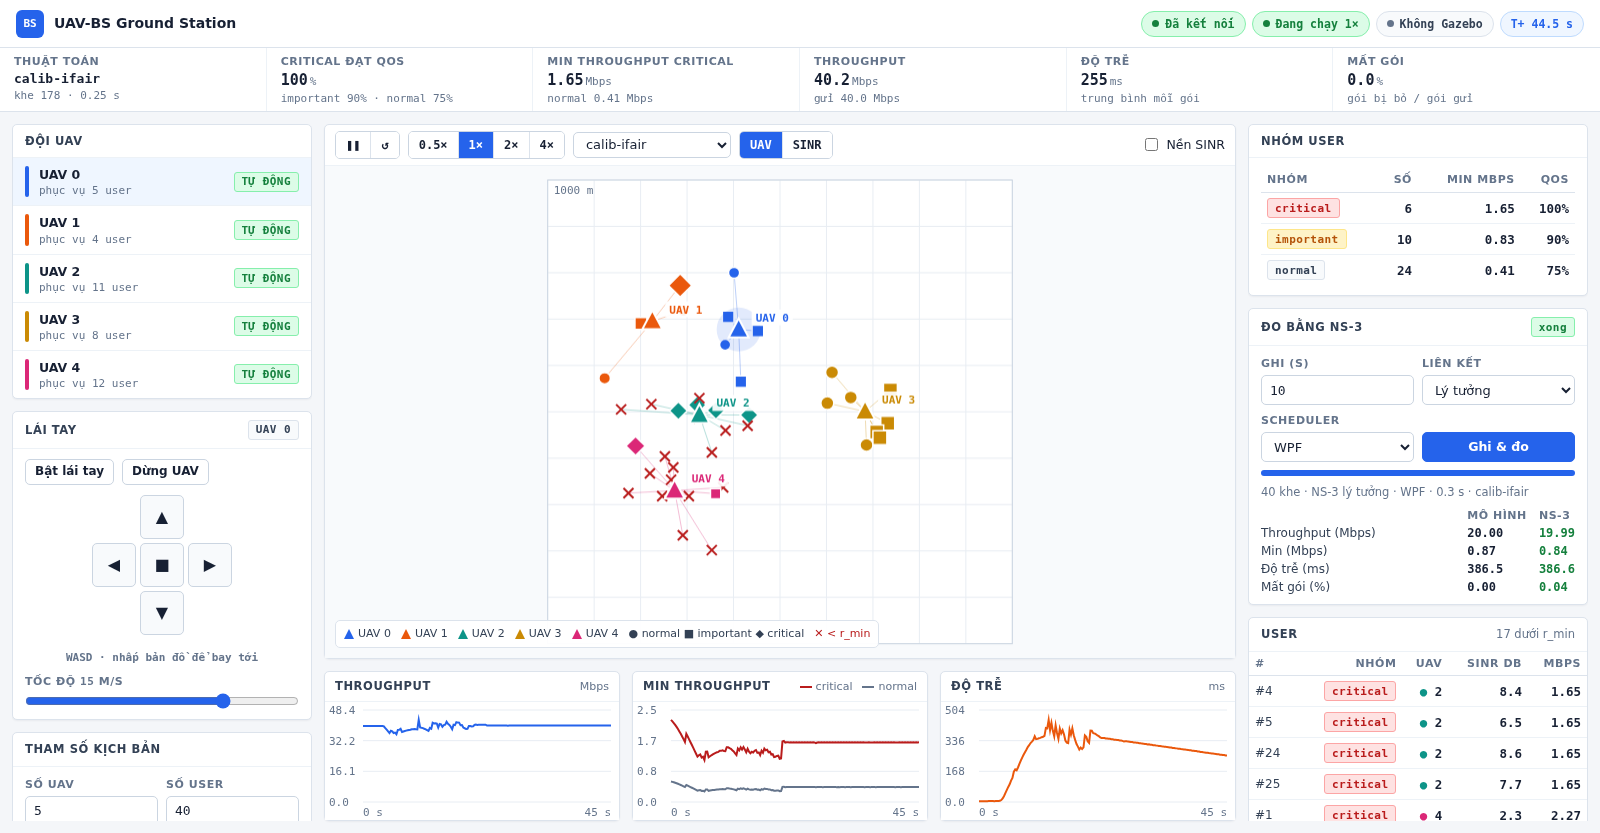 BS UAV-BS Ground Station
Đã kết nối Đang chạy 1× Không Gazebo T+ 44.5 s
THUẬT TOÁN
calib-ifair
khe 178 · 0.25 s
CRITICAL ĐẠT QOS
100%
important 90% · normal 75%
MIN THROUGHPUT CRITICAL
1.65 Mbps
normal 0.41 Mbps
THROUGHPUT
40.2 Mbps
gửi 40.0 Mbps
ĐỘ TRỄ
255 ms
trung bình mỗi gói
MẤT GÓI
0.0 %
gói bị bỏ / gói gửi
ĐỘI UAV
UAV 0
phục vụ 5 user
TỰ ĐỘNG
UAV 1
phục vụ 4 user
TỰ ĐỘNG
UAV 2
phục vụ 11 user
TỰ ĐỘNG
UAV 3
phục vụ 8 user
TỰ ĐỘNG
UAV 4
phục vụ 12 user
TỰ ĐỘNG
LÁI TAY UAV 0
Bật lái tay Dừng UAV
▲
◀ ■ ▶
▼
WASD · nhấp bản đồ để bay tới
TỐC ĐỘ 15 M/S
THAM SỐ KỊCH BẢN
SỐ UAV SỐ USER
5 40
❚❚ ↺ 0.5× 1× 2× 4× calib-ifair UAV SINR Nền SINR
1000 m
UAV 1
UAV 0
UAV 2
UAV 3
UAV 4
▲ UAV 0 ▲ UAV 1 ▲ UAV 2 ▲ UAV 3 ▲ UAV 4 ● normal ■ important ◆ critical ✕ < r_min
THROUGHPUT Mbps
48.4
32.2
16.1
0.0
0 s 45 s
MIN THROUGHPUT critical normal
2.5
1.7
0.8
0.0
0 s 45 s
ĐỘ TRỄ ms
504
336
168
0.0
0 s 45 s
NHÓM USER
NHÓM SỐ MIN MBPS QOS
critical 6 1.65 100%
important 10 0.83 90%
normal 24 0.41 75%
ĐO BẰNG NS-3 xong
GHI (S) LIÊN KẾT
10 Lý tưởng
SCHEDULER
WPF Ghi & đo
40 khe · NS-3 lý tưởng · WPF · 0.3 s · calib-ifair
MÔ HÌNH NS-3
Throughput (Mbps) 20.00 19.99
Min (Mbps) 0.87 0.84
Độ trễ (ms) 386.5 386.6
Mất gói (%) 0.00 0.04
USER 17 dưới r_min
# NHÓM UAV SINR DB MBPS
#4 critical ● 2 8.4 1.65
#5 critical ● 2 6.5 1.65
#24 critical ● 2 8.6 1.65
#25 critical ● 2 7.7 1.65
#1 critical ● 4 2.3 2.27